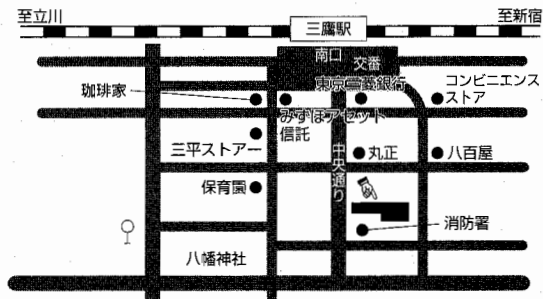 至立川
至新宿
三鷹駅
南口
交番
東京三菱銀行
コンビニエンス
ストア
珈琲家
みずほアセット
信託
三平ストアー
中央通り
丸正
八百屋
保育園
消防署
八幡神社